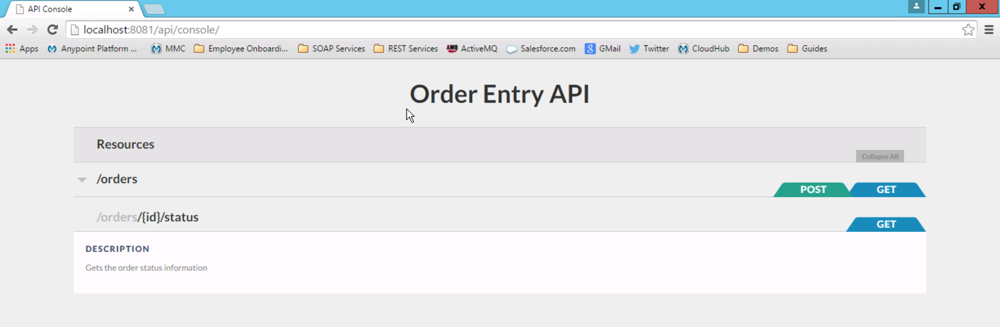 API Console
localhost:8081/api/console/
Apps Anypoint Platform ... MMC Employee Onboardi... SOAP Services REST Services AMQ ActiveMQ Salesforce.com 8 GMail Twitter CloudHub Demos Guides
Order Entry API
Resources
Collapse All
/orders
POST GET
/orders/{id}/status
GET
DESCRIPTION
Gets the order status information